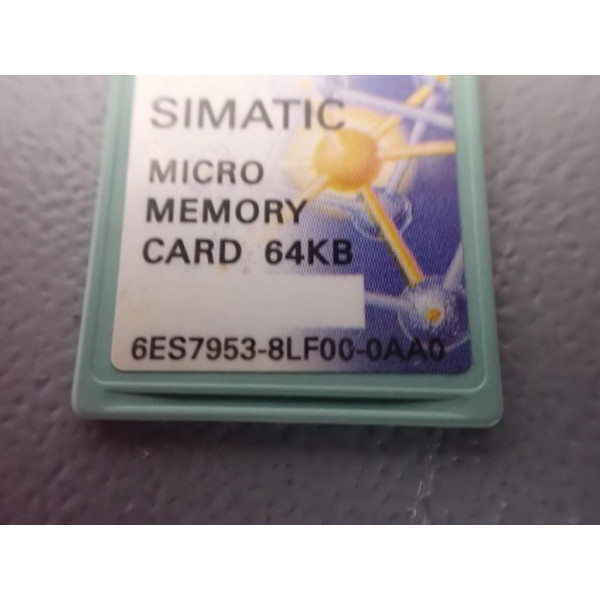 SIMATIC
MICRO
MEMORY
CARD 64KB
6ES7953-8LF00-0AA0